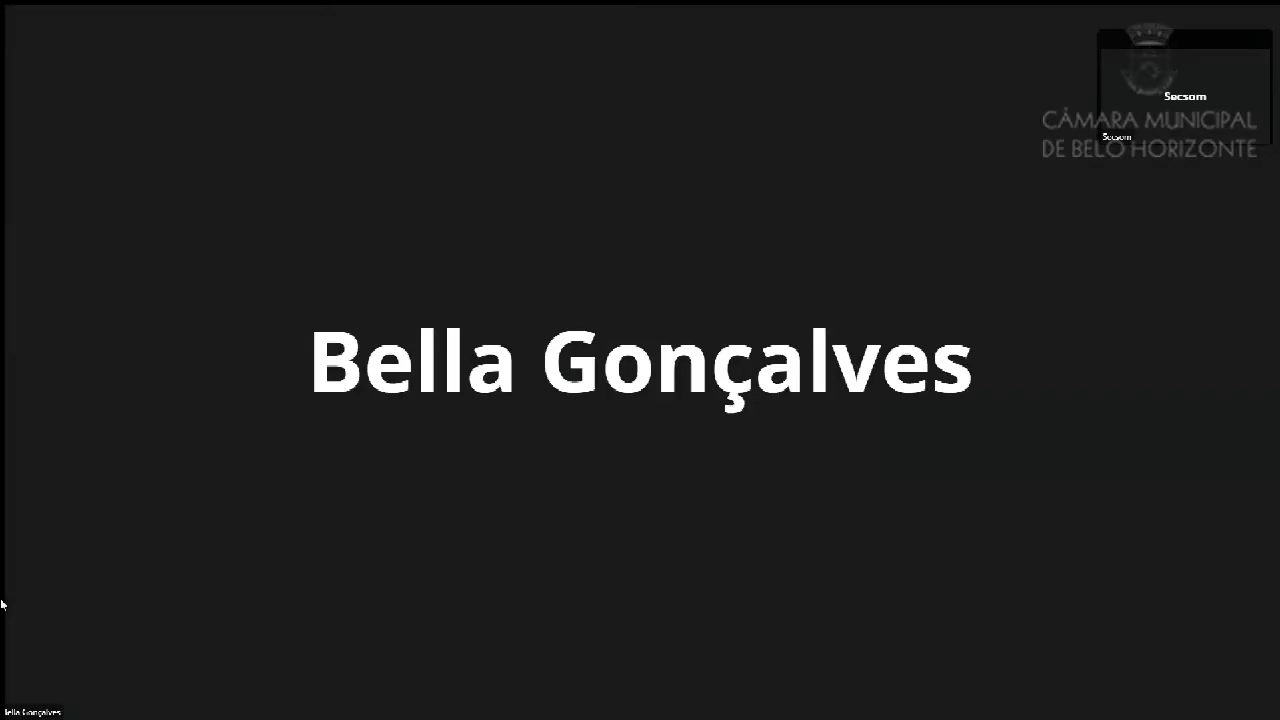 Secsom
CÂMARA MUNICIPAL
Secsom
DE BELO HORIZONTE
Bella Gonçalves
Bella Gonçalves